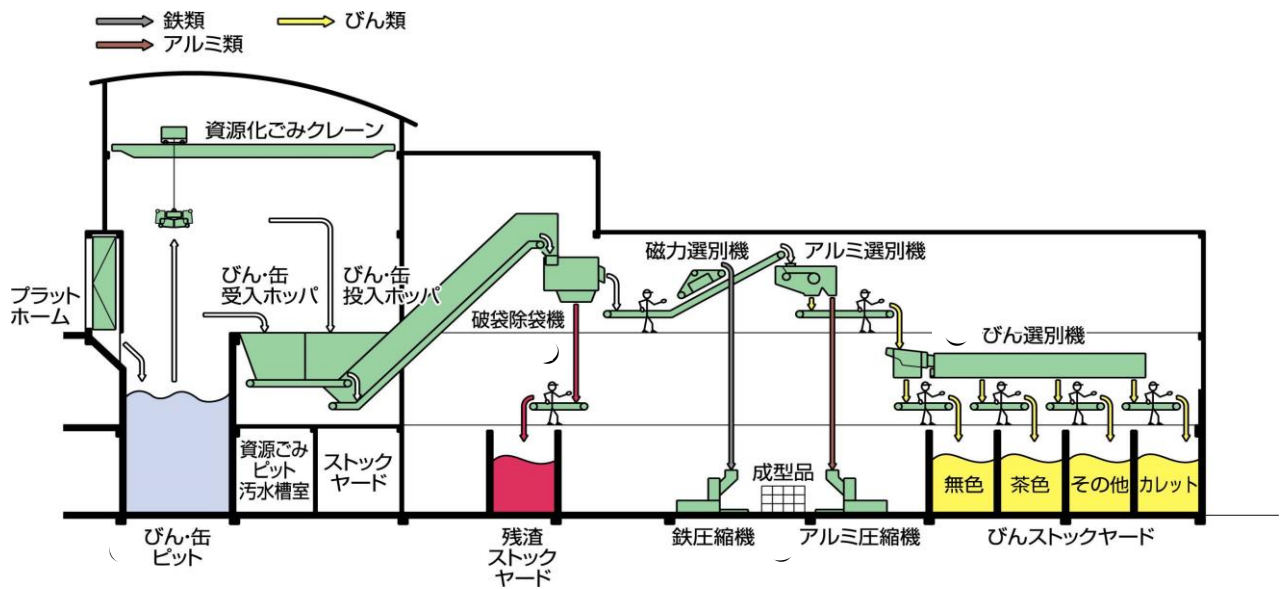 鉄類
びん類
アルミ類
資源化ごみクレーン
プラット
ホーム
びん・缶
受入ホッパ
びん・缶
投入ホッパ
破袋除袋機
磁力選別機
アルミ選別機
びん選別機
資源ごみ
ピット
汚水槽室
ストック
ヤード
成型品
無色
茶色
その他
カレット
びん・缶
ピット
残渣
ストック
ヤード
鉄圧縮機
アルミ圧縮機
びんストックヤード